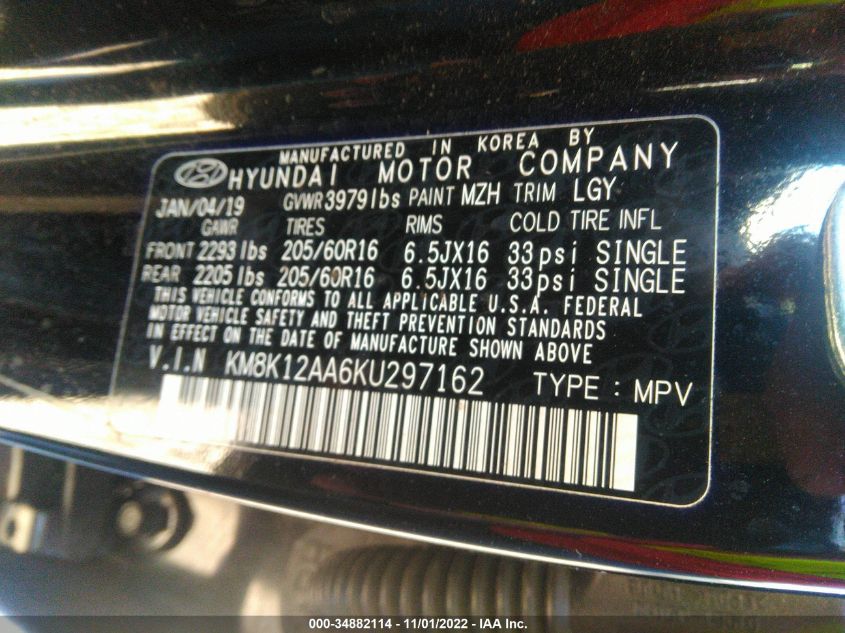 MANUFACTURED IN KOREA BY
HYUNDAI MOTOR COMPANY
JAN/04/19 GVWR 3979lbs PAINT MZH TRIM LGY
GAWR TIRES RIMS COLD TIRE INFL
FRONT 2293lbs 205/60R16 6.5JX16 33psi SINGLE
REAR 2205lbs 205/60R16 6.5JX16 33psi SINGLE
THIS VEHICLE CONFORMS TO ALL APPLICABLE U.S.A. FEDERAL
MOTOR VEHICLE SAFETY AND THEFT PREVENTION STANDARDS
IN EFFECT ON THE DATE OF MANUFACTURE SHOWN ABOVE
V.I.N KM8K12AA6KU297162 TYPE : MPV
000-34882114 - 11/01/2022 - IAA Inc.